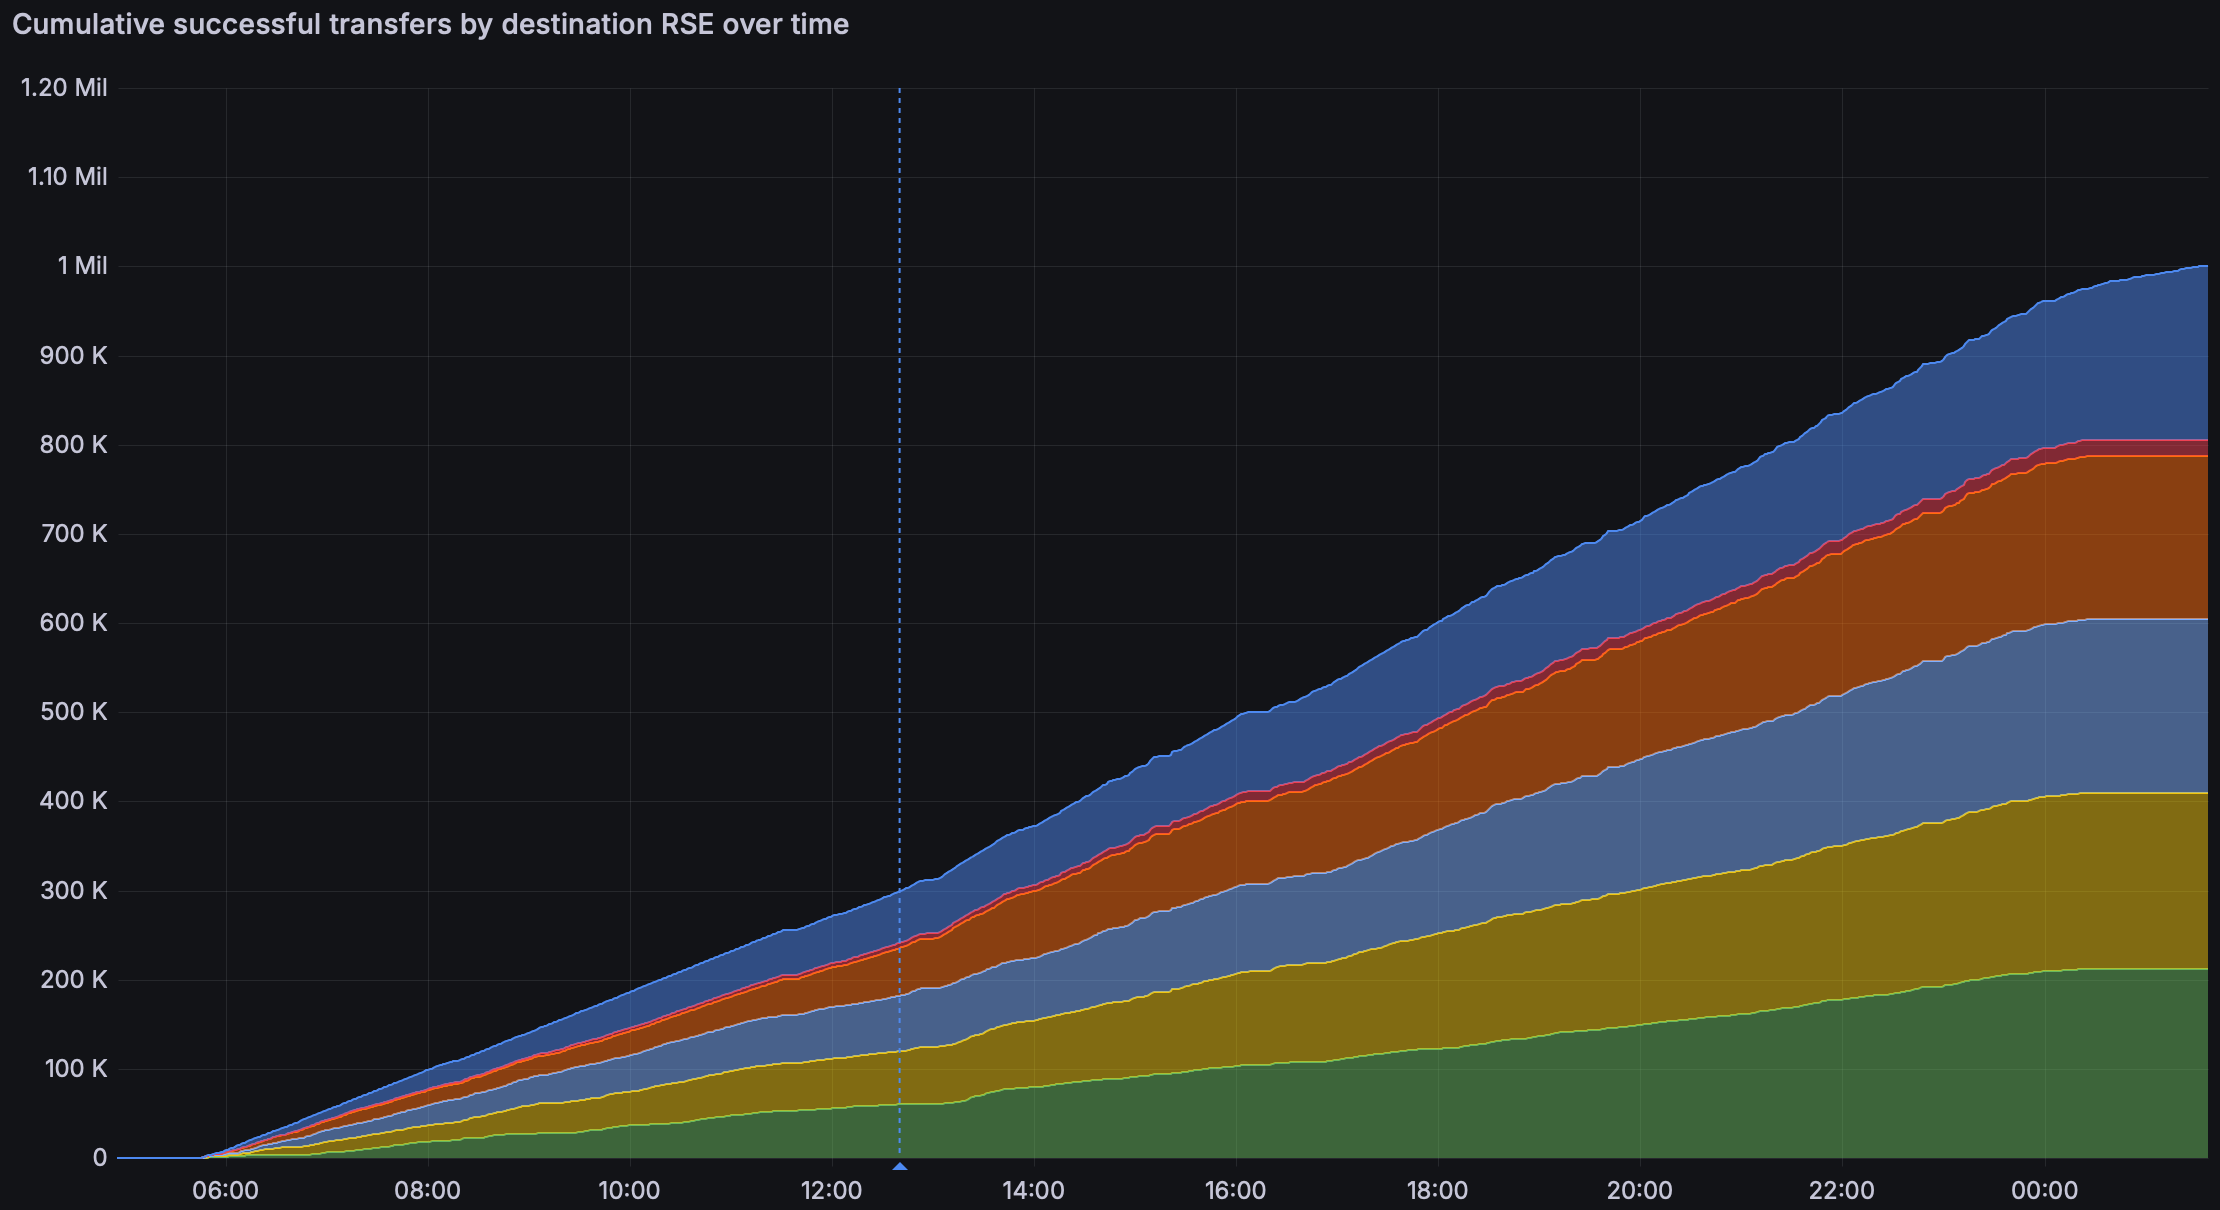 Cumulative successful transfers by destination RSE over time
1.20 Mil
1.10 Mil
1 Mil
900 K
800 K
700 K
600 K
500 K
400 K
300 K
200 K
100 K
0
06:00 08:00 10:00 12:00 14:00 16:00 18:00 20:00 22:00 00:00